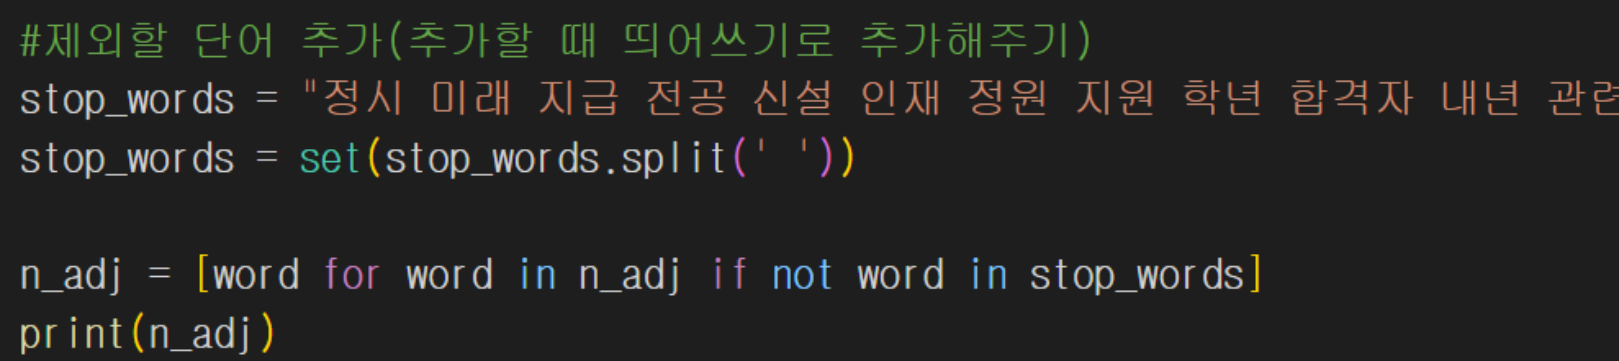 #제외할 단어 추가(추가할 때 띄어쓰기로 추가해주기)
stop_words = "정시 미래 지급 전공 신설 인재 정원 지원 학년 합격자 내년 관련
stop_words = set(stop_words.split(' '))
n_adj = [word for word in n_adj if not word in stop_words]
print(n_adj)